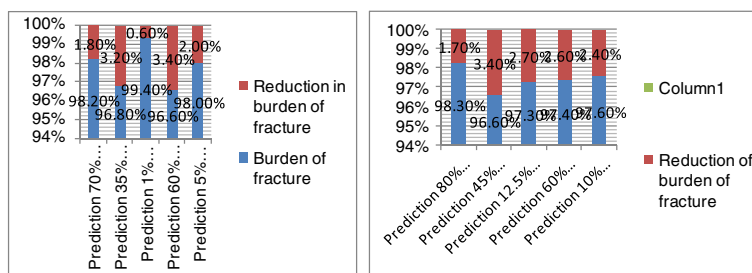 100%
99%
98%
97%
96%
95%
94%
1.80%
3.20%
0.60%
3.40%
2.00%
98.20%
96.80%
99.40%
96.60%
98.00%
Prediction 70%...
Prediction 35%...
Prediction 1%...
Prediction 60%...
Prediction 5%...
Reduction in
burden of
fracture
Burden of
fracture
100%
99%
98%
97%
96%
95%
94%
1.70%
3.40%
2.70%
2.60%
2.40%
98.30%
96.60%
97.30%
97.40%
97.60%
Prediction 80%...
Prediction 45%...
Prediction 12.5%...
Prediction 60%...
Prediction 10%...
Column1
Reduction of
burden of
fracture